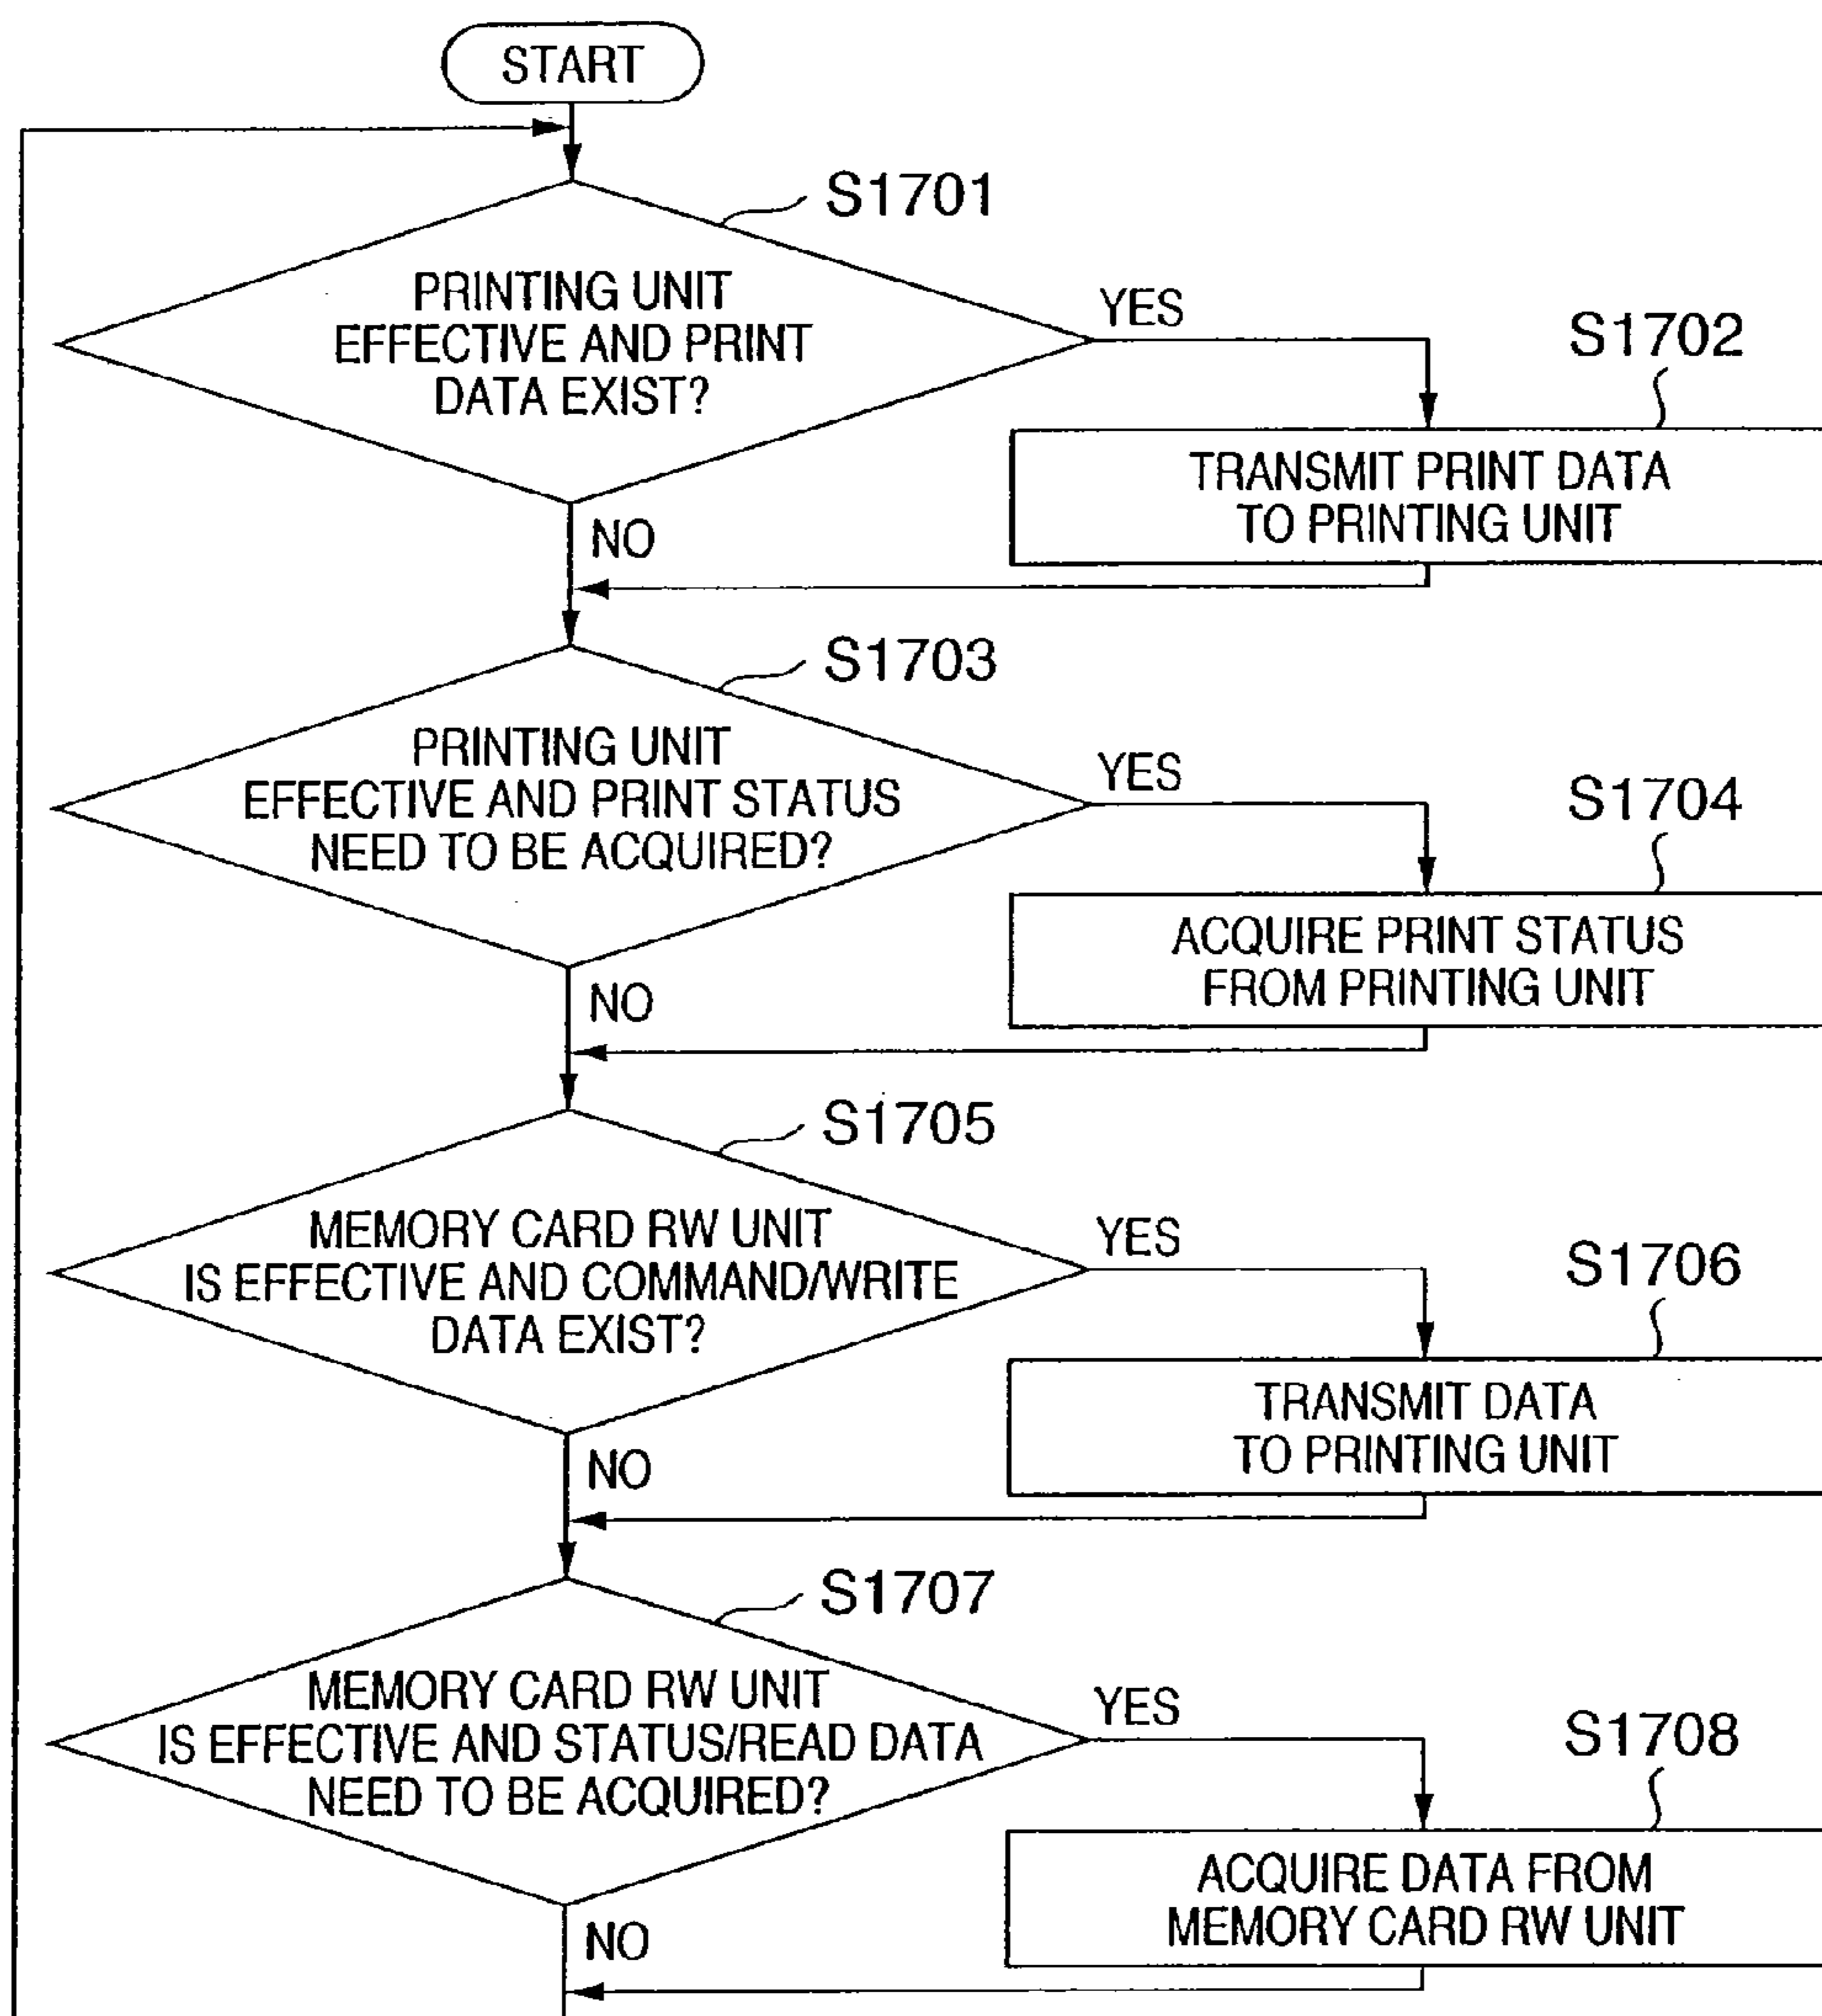 START
S1701
PRINTING UNIT
EFFECTIVE AND PRINT
DATA EXIST?
YES
S1702
TRANSMIT PRINT DATA
TO PRINTING UNIT
NO
S1703
PRINTING UNIT
EFFECTIVE AND PRINT STATUS
NEED TO BE ACQUIRED?
YES
S1704
ACQUIRE PRINT STATUS
FROM PRINTING UNIT
NO
S1705
MEMORY CARD RW UNIT
IS EFFECTIVE AND COMMAND/WRITE
DATA EXIST?
YES
S1706
TRANSMIT DATA
TO PRINTING UNIT
NO
S1707
MEMORY CARD RW UNIT
IS EFFECTIVE AND STATUS/READ DATA
NEED TO BE ACQUIRED?
YES
S1708
ACQUIRE DATA FROM
MEMORY CARD RW UNIT
NO